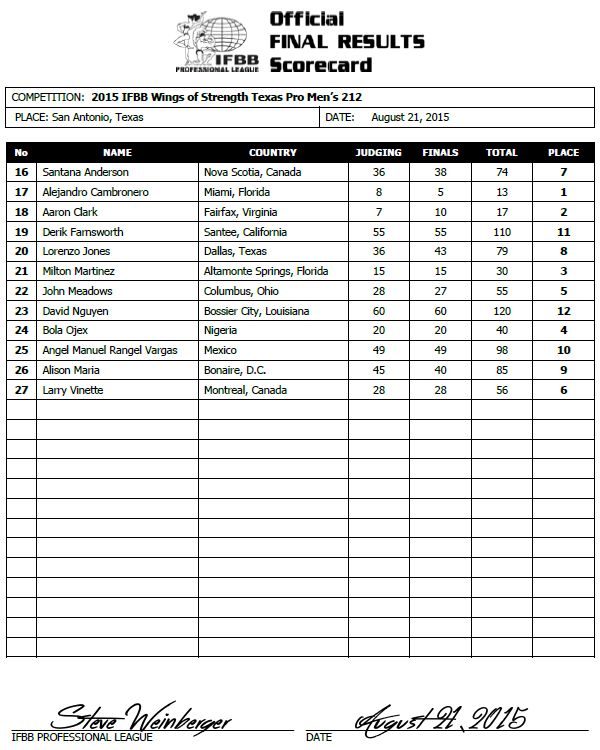 Official
FINAL RESULTS
Scorecard
IFBB
PROFESSIONAL LEAGUE
COMPETITION: 2015 IFBB Wings of Strength Texas Pro Men's 212
PLACE: San Antonio, Texas DATE: August 21, 2015
No NAME COUNTRY JUDGING FINALS TOTAL PLACE
16 Santana Anderson Nova Scotia, Canada 36 38 74 7
17 Alejandro Cambronero Miami, Florida 8 5 13 1
18 Aaron Clark Fairfax, Virginia 7 10 17 2
19 Derik Farnsworth Santee, California 55 55 110 11
20 Lorenzo Jones Dallas, Texas 36 43 79 8
21 Milton Martinez Altamonte Springs, Florida 15 15 30 3
22 John Meadows Columbus, Ohio 28 27 55 5
23 David Nguyen Bossier City, Louisiana 60 60 120 12
24 Bola Ojex Nigeria 20 20 40 4
25 Angel Manuel Rangel Vargas Mexico 49 49 98 10
26 Alison Maria Bonaire, D.C. 45 40 85 9
27 Larry Vinette Montreal, Canada 28 28 56 6
Steve Weinberger August 21, 2015
IFBB PROFESSIONAL LEAGUE DATE